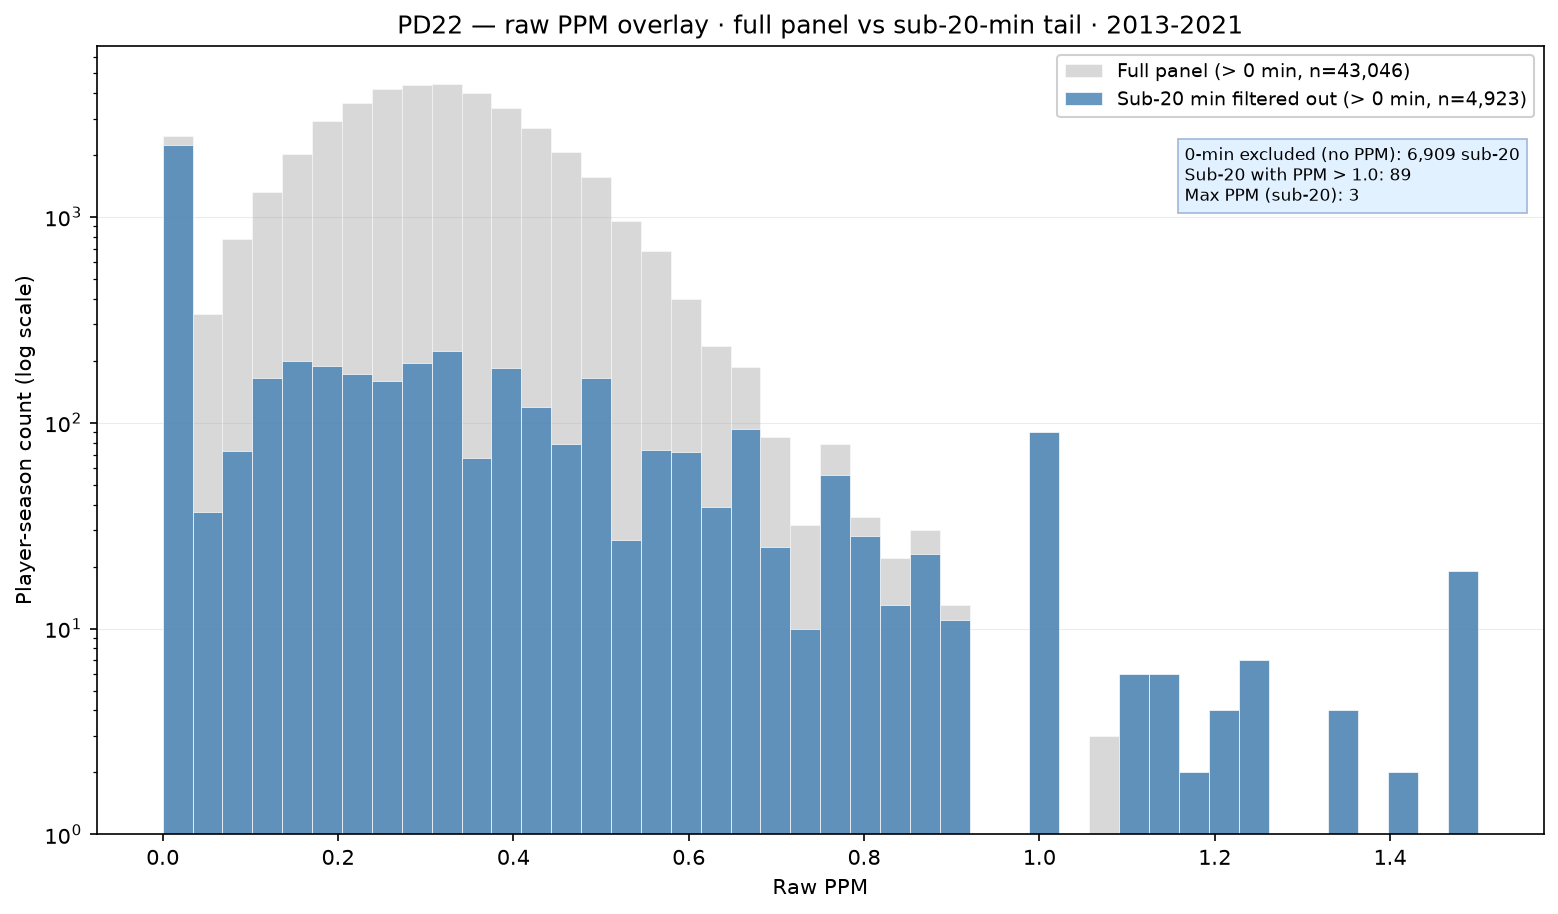 PD22 — raw PPM overlay · full panel vs sub-20-min tail · 2013-2021
Full panel (> 0 min, n=43,046)
Sub-20 min filtered out (> 0 min, n=4,923)
0-min excluded (no PPM): 6,909 sub-20
Sub-20 with PPM > 1.0: 89
Max PPM (sub-20): 3
Player-season count (log scale)
10³
10²
10¹
10⁰
0.0 0.2 0.4 0.6 0.8 1.0 1.2 1.4
Raw PPM